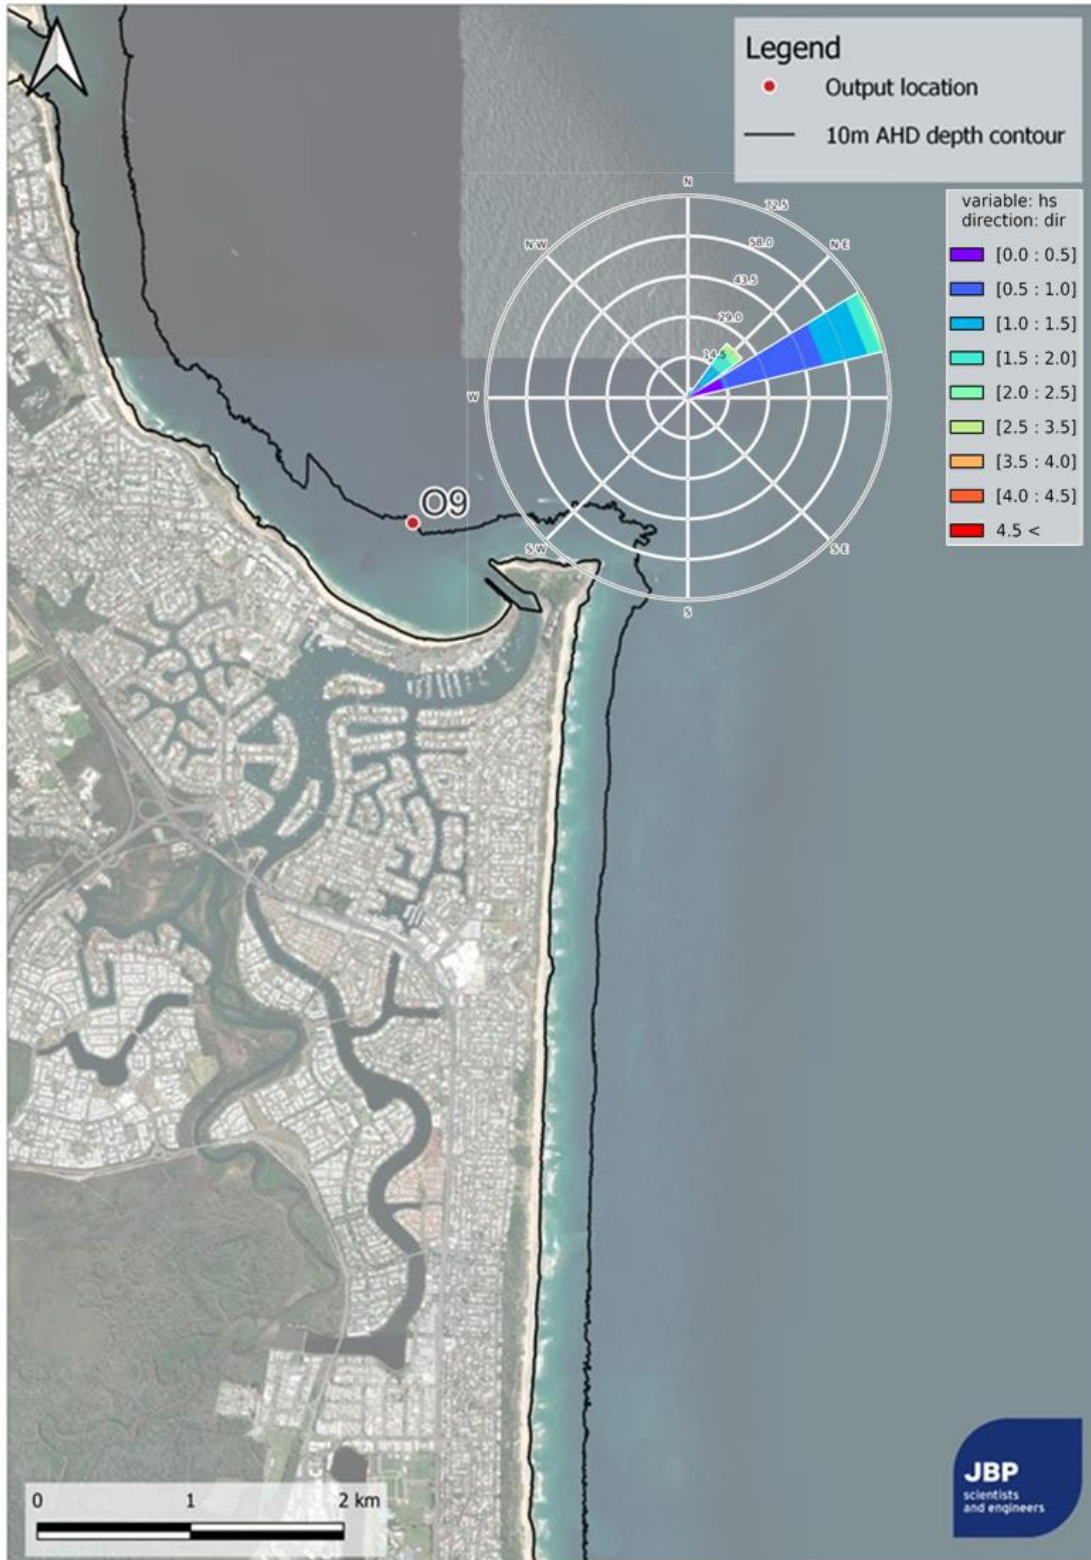 Legend
Output location
10m AHD depth contour
variable: hs
direction: dir
[0.0 : 0.5]
[0.5 : 1.0]
[1.0 : 1.5]
[1.5 : 2.0]
[2.0 : 2.5]
[2.5 : 3.5]
[3.5 : 4.0]
[4.0 : 4.5]
4.5 <
N
72.5
N-W
58.0
N-E
43.5
29.0
14.5
W
O9
S-W
S-E
S
0 1 2 km
JBP
scientists
and engineers